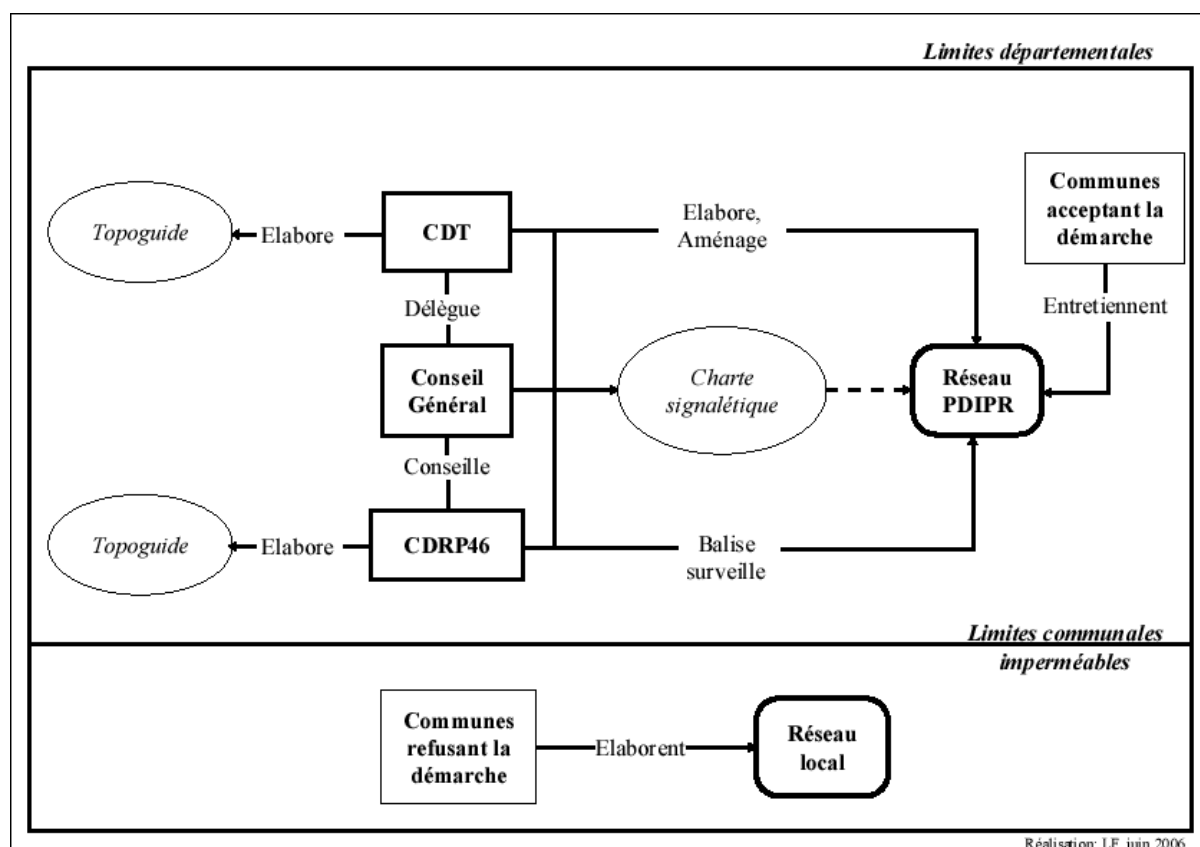 Limites départementales
Communes
acceptant la
démarche
Topoguide
Elabore
CDT
Elabore,
Aménage
Délègue
Entretiennent
Conseil
Général
Charte
signalétique
Réseau
PDIPR
Conseille
Topoguide
Elabore
CDRP46
Balise
surveille
Limites communales
imperméables
Communes
refusant la
démarche
Elaborent
Réseau
local
Réalisation: LF, juin 2006